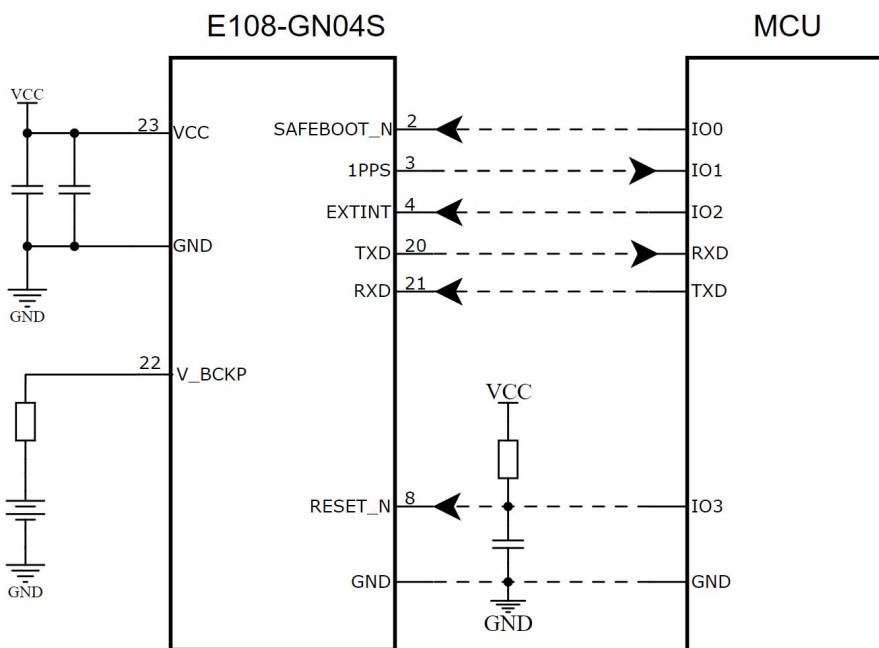 E108-GN04S
MCU
VCC
23
VCC
GND
GND
22
V_BCKP
GND
SAFEBOOT_N
2
IO0
1PPS
3
IO1
EXTINT
4
IO2
TXD
20
RXD
RXD
21
TXD
VCC
RESET_N
8
IO3
GND
GND
GND